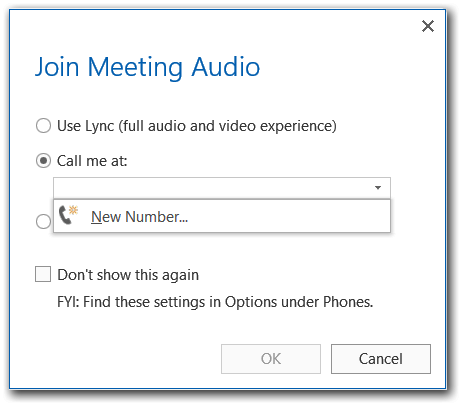 Join Meeting Audio
Use Lync (full audio and video experience)
Call me at:
New Number...
Don't show this again
FYI: Find these settings in Options under Phones.
OK
Cancel